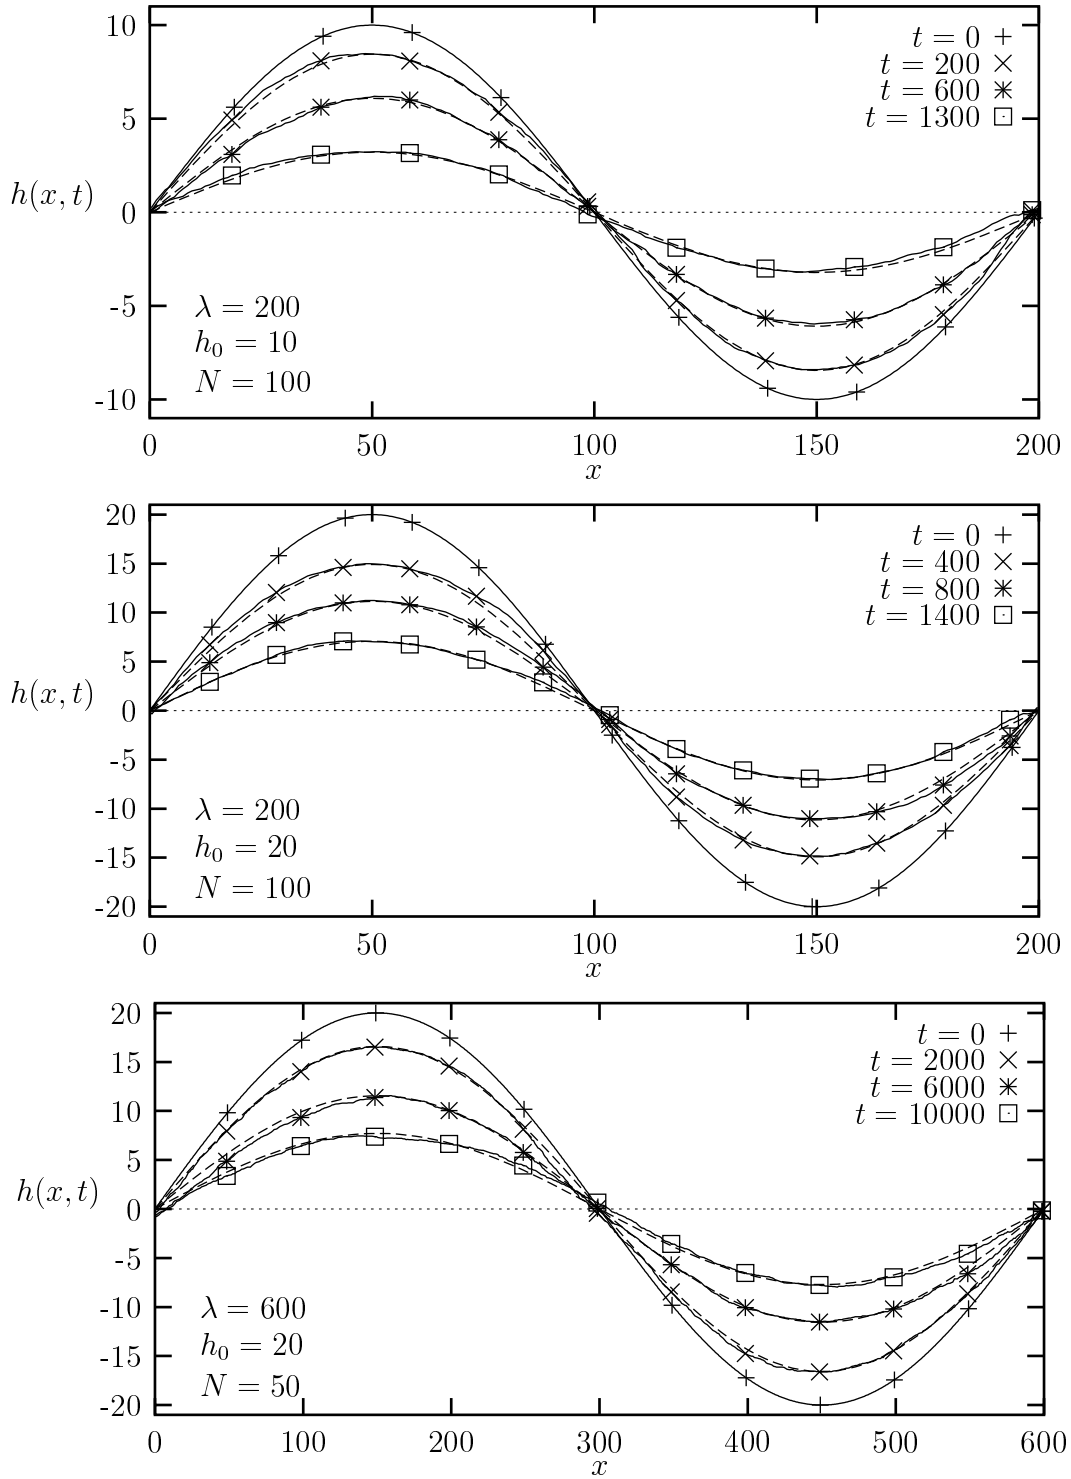 10
5
0
-5
-10
h(x, t)
t = 0 +
t = 200 ×
t = 600
t = 1300
λ = 200
h₀ = 10
N = 100
0 50 100 150 200
x
20
15
10
5
0
-5
-10
-15
-20
h(x, t)
t = 0 +
t = 400 ×
t = 800
t = 1400
λ = 200
h₀ = 20
N = 100
0 50 100 150 200
x
20
15
10
5
0
-5
-10
-15
-20
h(x, t)
t = 0 +
t = 2000 ×
t = 6000
t = 10000
λ = 600
h₀ = 20
N = 50
0 100 200 300 400 500 600
x